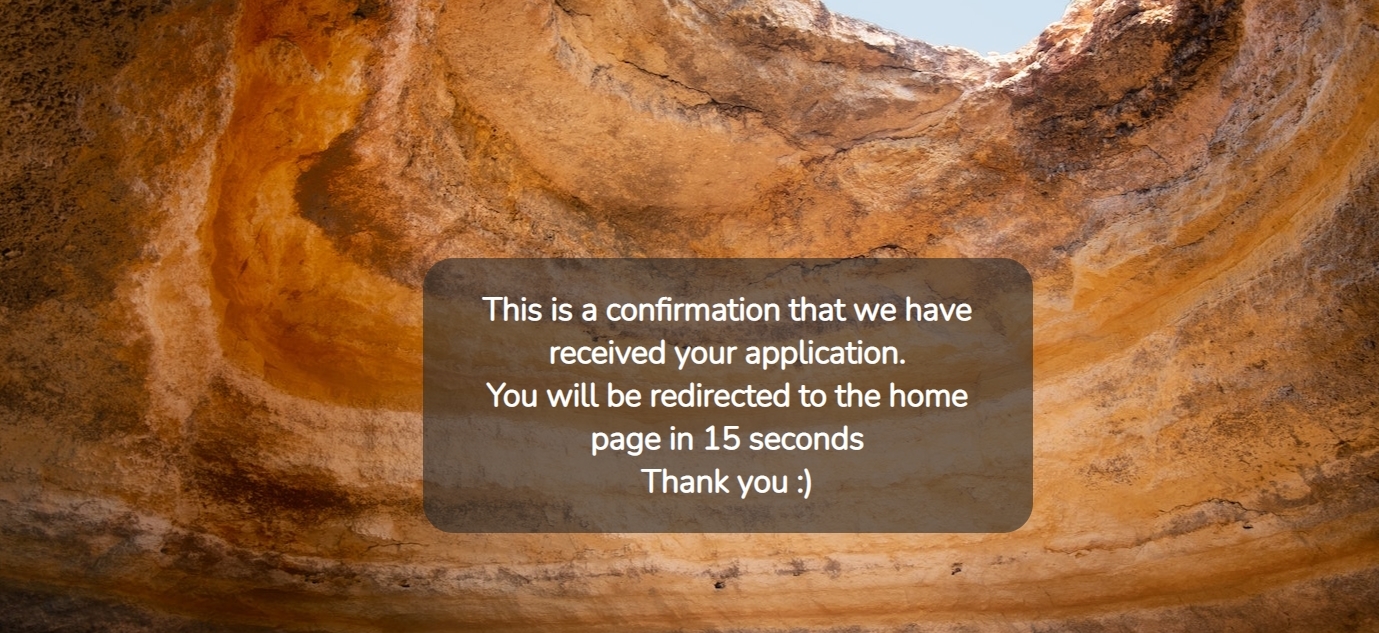 This is a confirmation that we have
received your application.
You will be redirected to the home
page in 15 seconds
Thank you :)